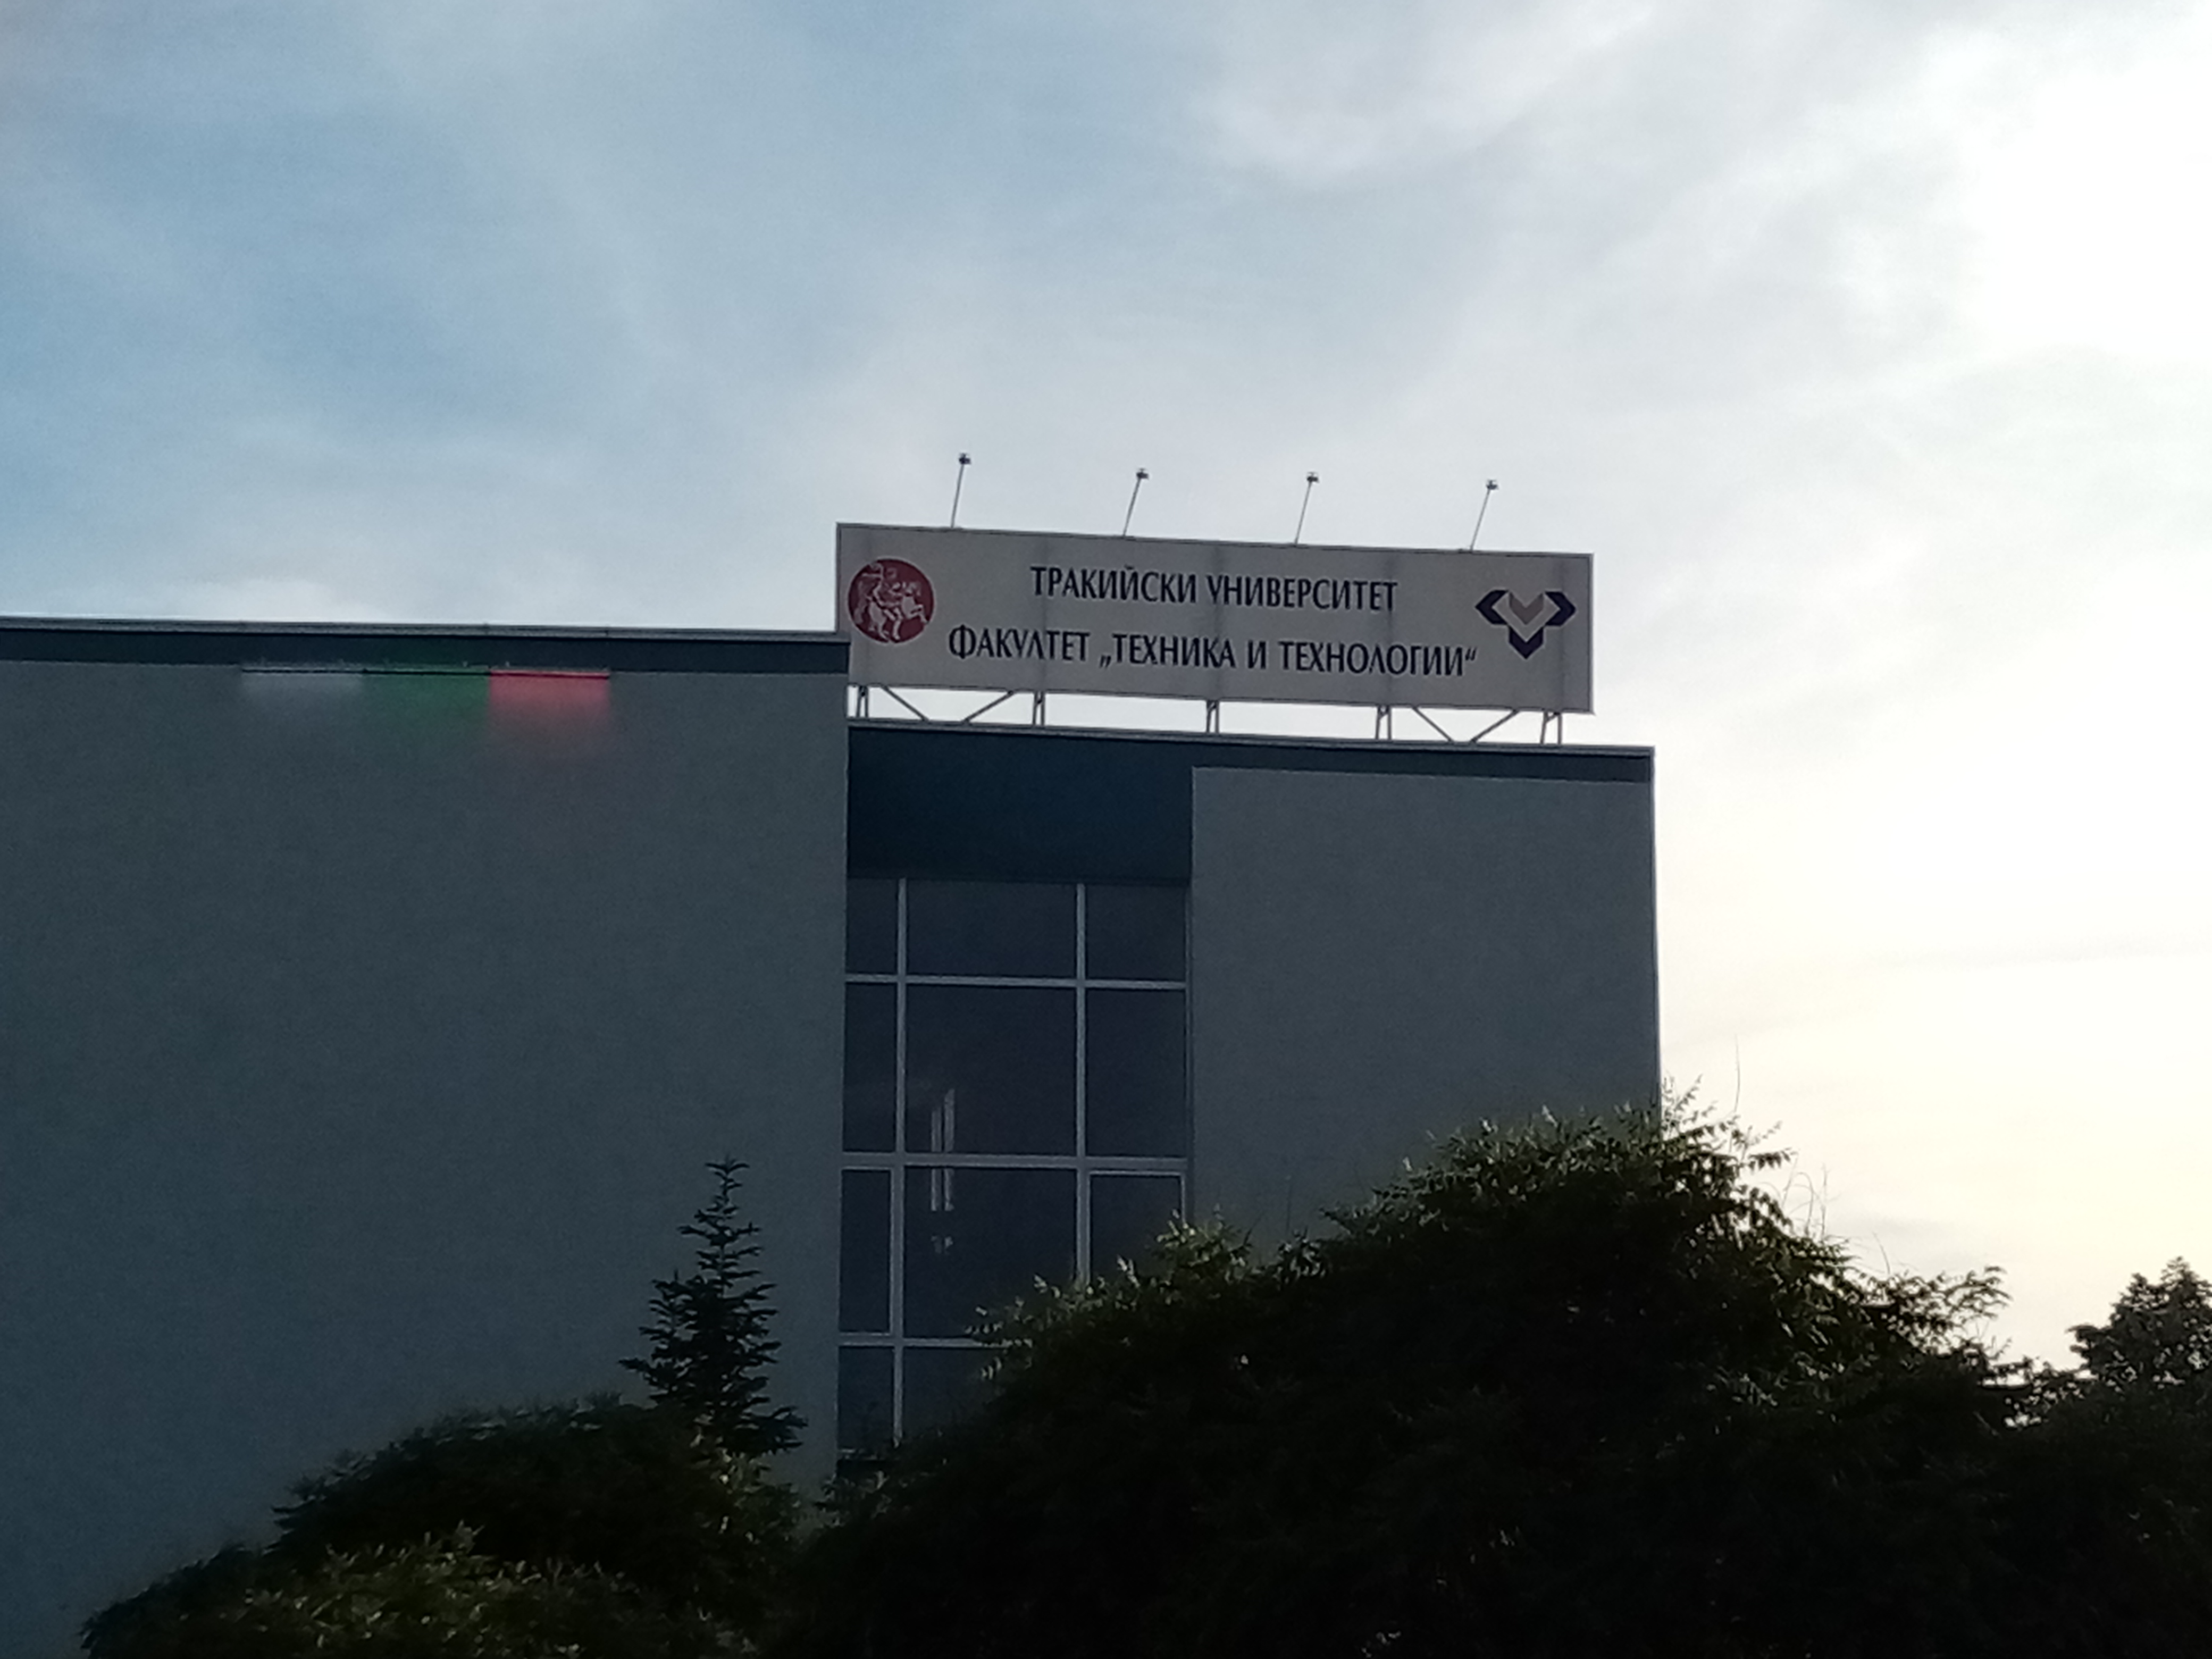 ТРАКИЙСКИ УНИВЕРСИТЕТ
ФАКУЛТЕТ „ТЕХНИКА И ТЕХНОЛОГИИ“